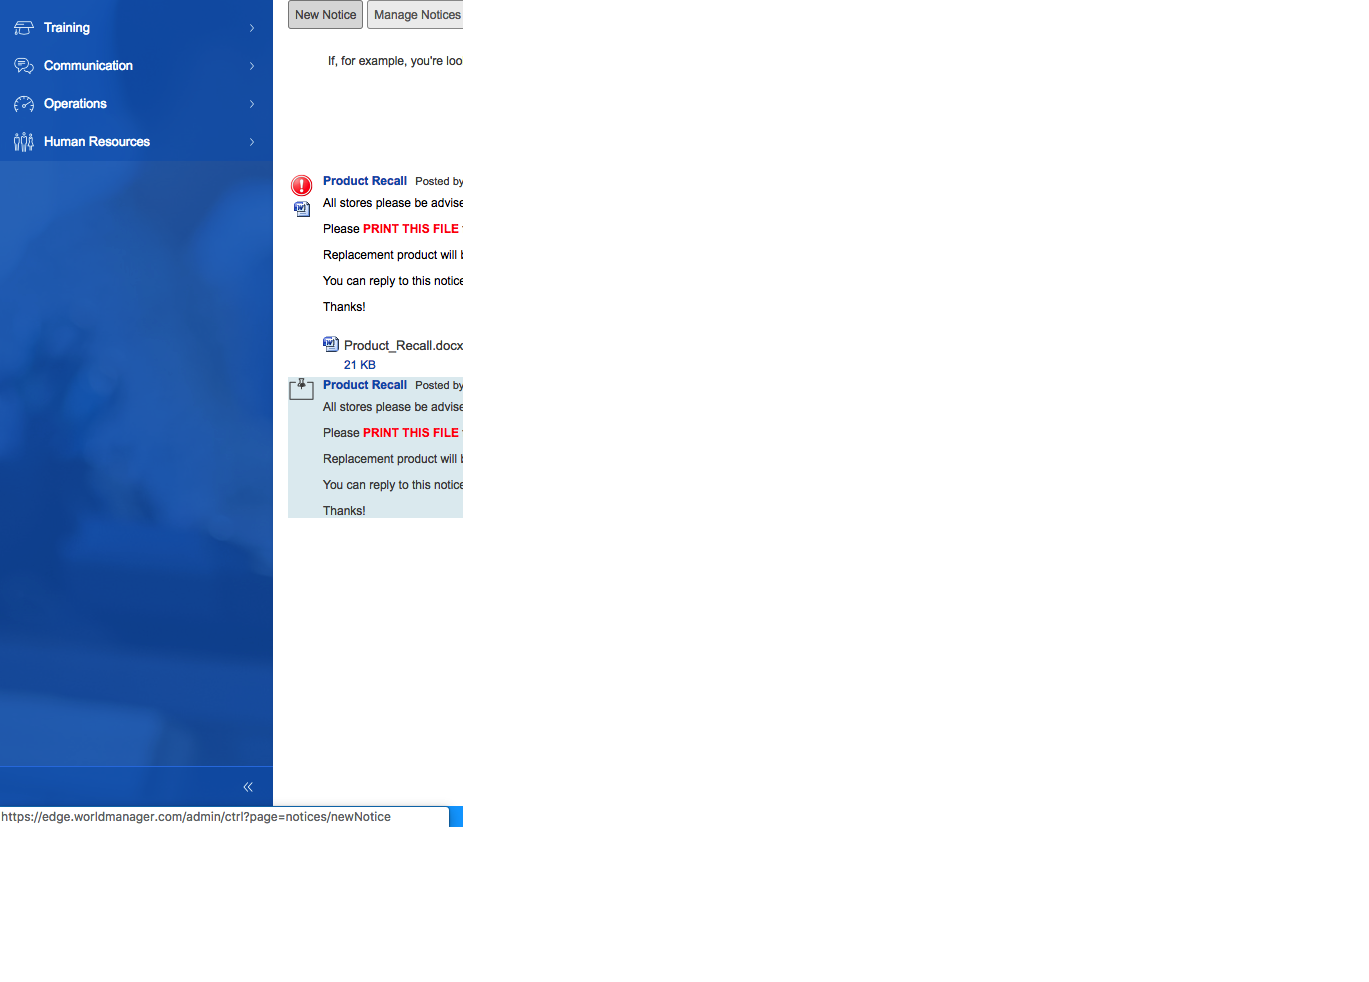 Training
Communication
Operations
Human Resources
New Notice
Manage Notices
If, for example, you're loo
Product Recall Posted by
All stores please be advise
Please PRINT THIS FILE
Replacement product will b
You can reply to this notice
Thanks!
Product_Recall.docx
21 KB
Product Recall Posted by
All stores please be advise
Please PRINT THIS FILE
Replacement product will b
You can reply to this notice
Thanks!
https://edge.worldmanager.com/admin/ctrl?page=notices/newNotice